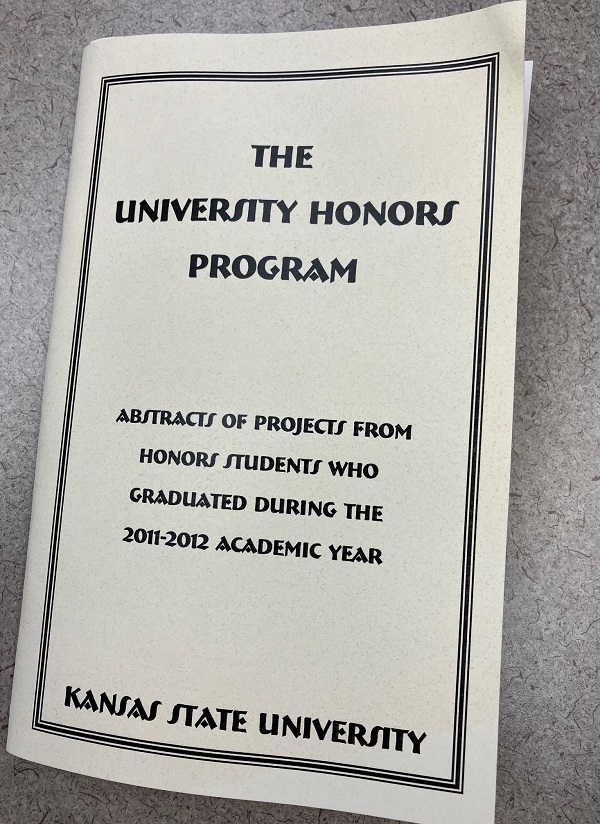 THE
UNIVERSITY HONORS
PROGRAM
ABSTRACTS OF PROJECTS FROM
HONORS STUDENTS WHO
GRADUATED DURING THE
2011-2012 ACADEMIC YEAR
KANSAS STATE UNIVERSITY